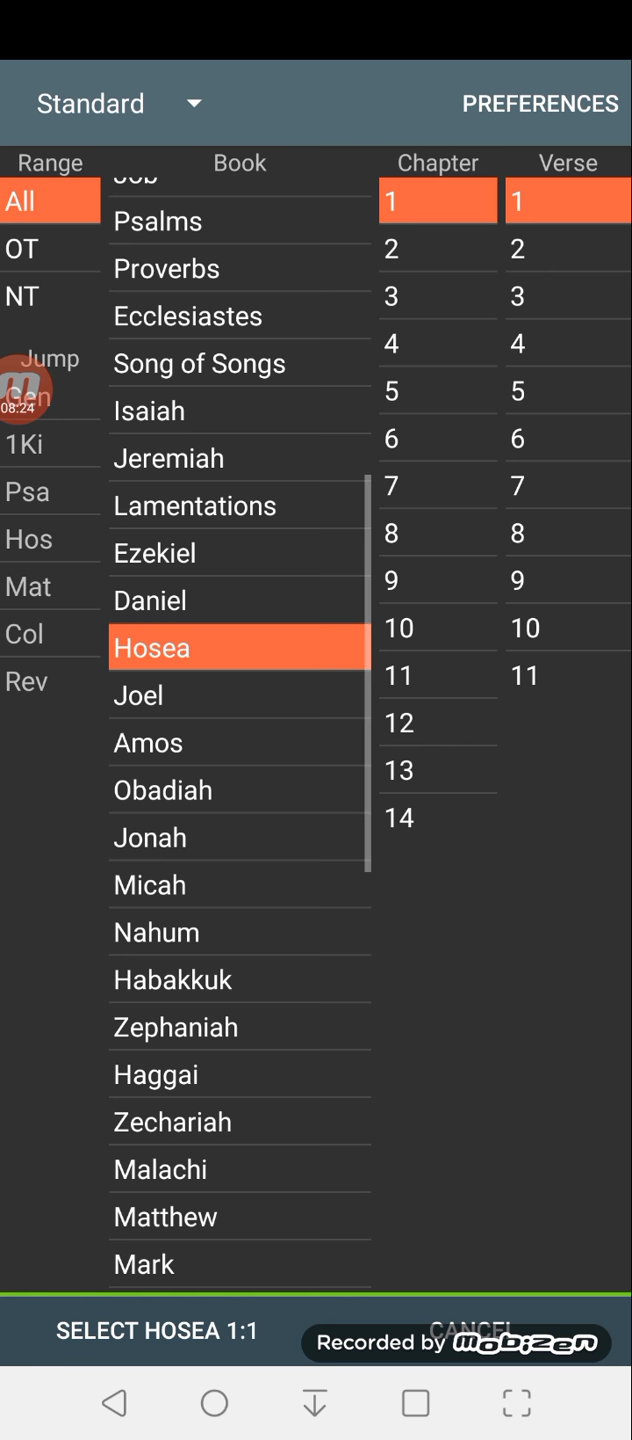 Standard
PREFERENCES
Range
Book
Chapter
Verse
All
OT
NT
Jump
Gen
08:24
1Ki
Psa
Hos
Mat
Col
Rev
Job
Psalms
Proverbs
Ecclesiastes
Song of Songs
Isaiah
Jeremiah
Lamentations
Ezekiel
Daniel
Hosea
Joel
Amos
Obadiah
Jonah
Micah
Nahum
Habakkuk
Zephaniah
Haggai
Zechariah
Malachi
Matthew
Mark
1
2
3
4
5
6
7
8
9
10
11
12
13
14
1
2
3
4
5
6
7
8
9
10
11
SELECT HOSEA 1:1
CANCEL
Recorded by mobizen